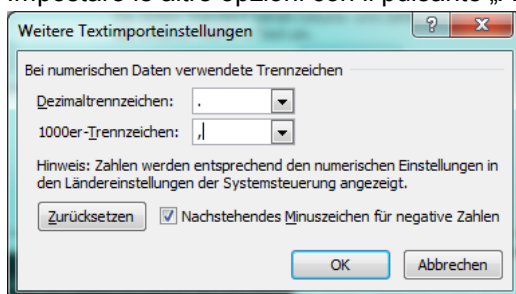 Weitere Textimporteinstellungen
Bei numerischen Daten verwendete Trennzeichen
Dezimaltrennzeichen: .
1000er-Trennzeichen: ,
Hinweis: Zahlen werden entsprechend den numerischen Einstellungen in
den Ländereinstellungen der Systemsteuerung angezeigt.
Zurücksetzen Nachstehendes Minuszeichen für negative Zahlen
OK Abbrechen